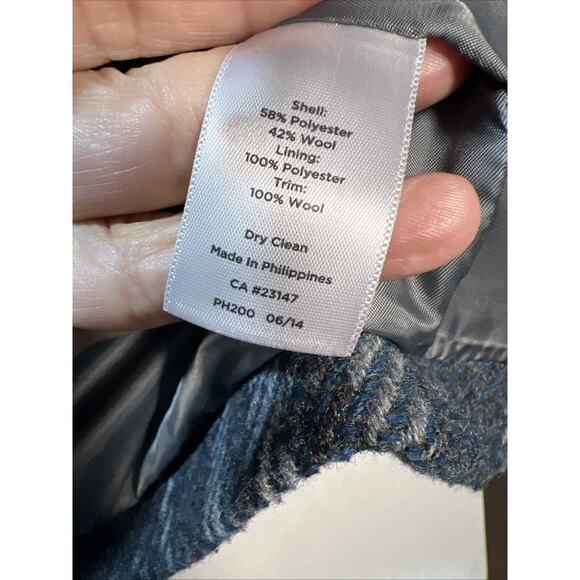 Shell:
58% Polyester
42% Wool
Lining:
100% Polyester
Trim:
100% Wool
Dry Clean
Made In Philippines
CA #23147
PH200 06/14